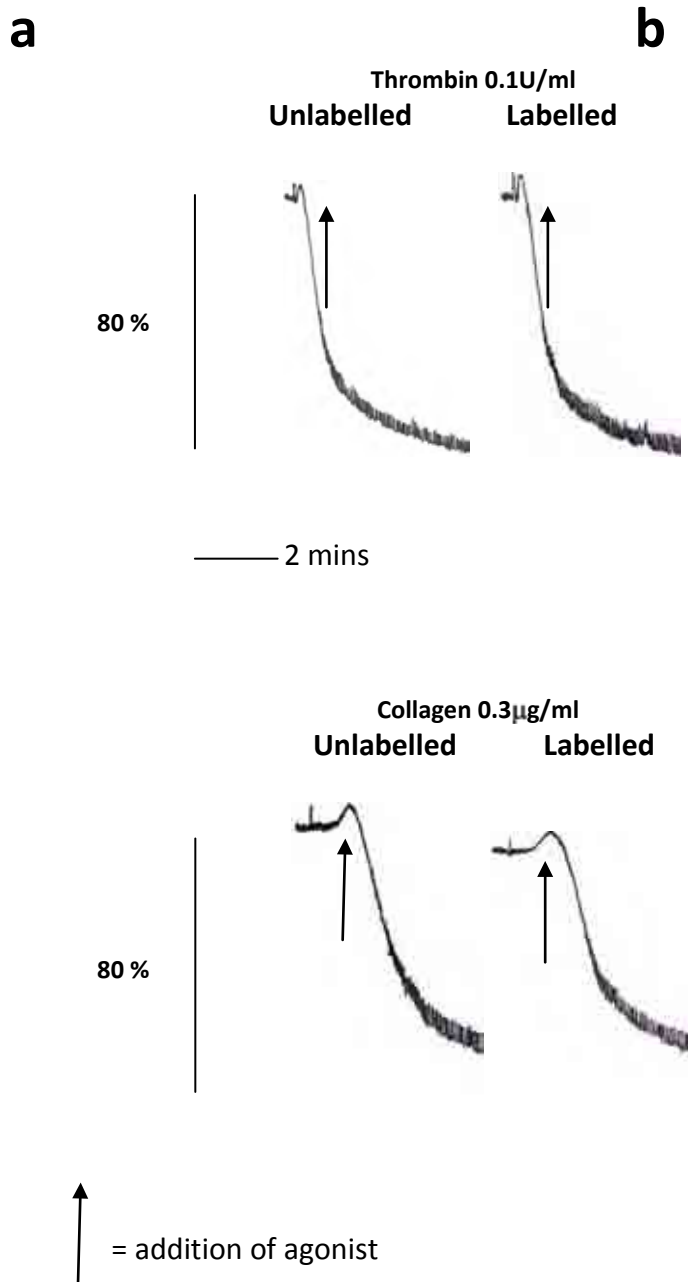 a b
Thrombin 0.1U/ml
Unlabelled Labelled
80 %
2 mins
Collagen 0.3μg/ml
Unlabelled Labelled
80 %
= addition of agonist